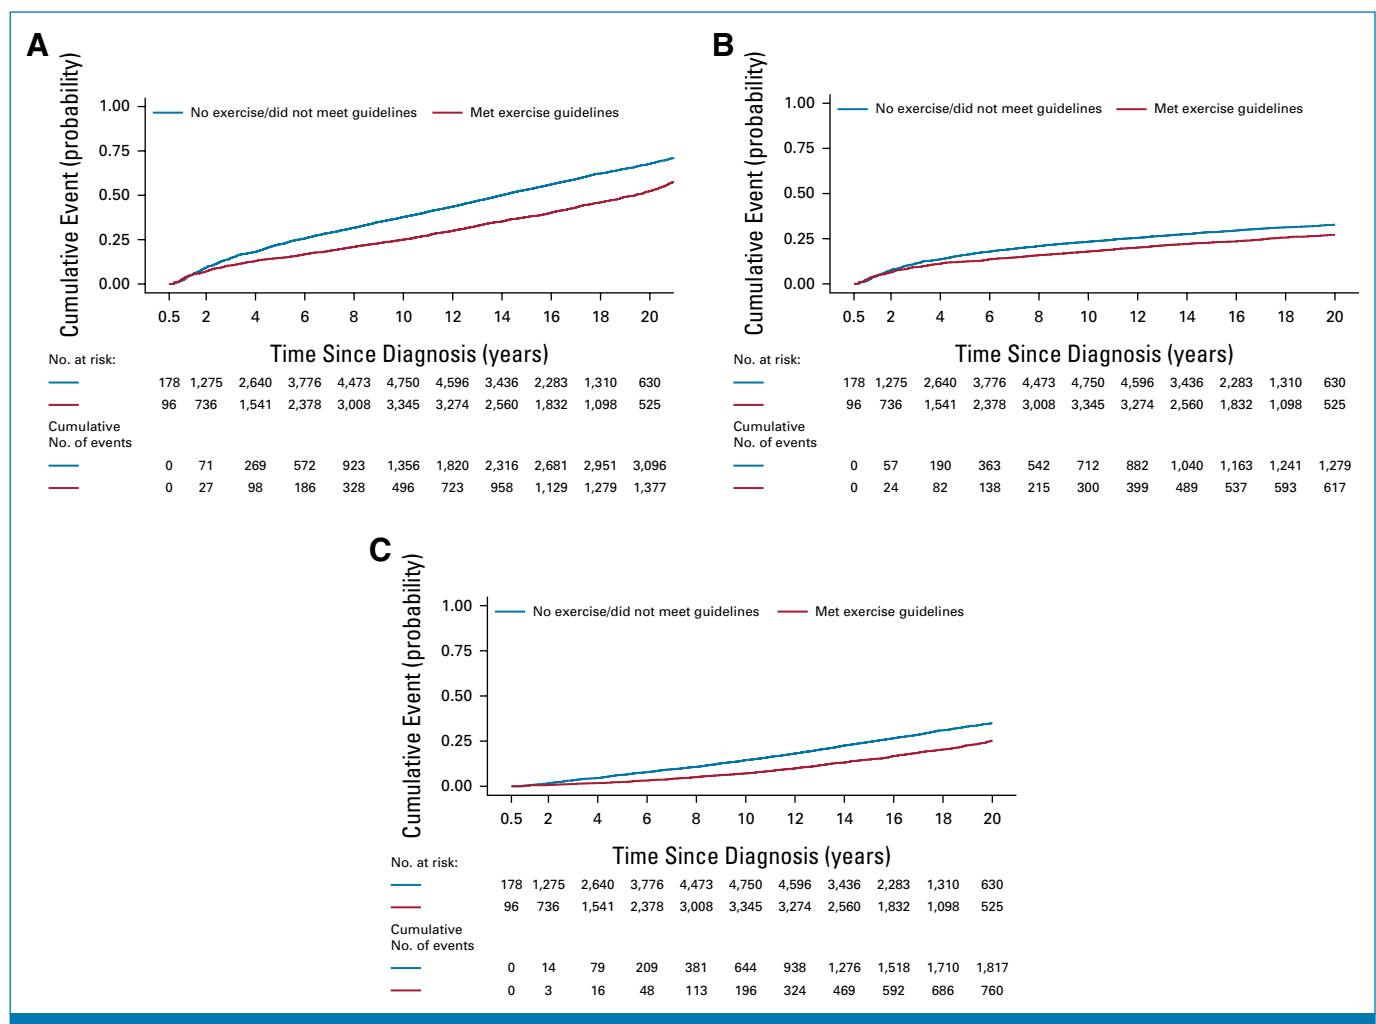 A
Cumulative Event (probability)
1.00
0.75
0.50
0.25
0.00
No exercise/did not meet guidelines Met exercise guidelines
0.5 2 4 6 8 10 12 14 16 18 20
Time Since Diagnosis (years)
No. at risk:
178 1,275 2,640 3,776 4,473 4,750 4,596 3,436 2,283 1,310 630
96 736 1,541 2,378 3,008 3,345 3,274 2,560 1,832 1,098 525
Cumulative
No. of events
0 71 269 572 923 1,356 1,820 2,316 2,681 2,951 3,096
0 27 98 186 328 496 723 958 1,129 1,279 1,377
B
Cumulative Event (probability)
1.00
0.75
0.50
0.25
0.00
No exercise/did not meet guidelines Met exercise guidelines
0.5 2 4 6 8 10 12 14 16 18 20
Time Since Diagnosis (years)
No. at risk:
178 1,275 2,640 3,776 4,473 4,750 4,596 3,436 2,283 1,310 630
96 736 1,541 2,378 3,008 3,345 3,274 2,560 1,832 1,098 525
Cumulative
No. of events
0 57 190 363 542 712 882 1,040 1,163 1,241 1,279
0 24 82 138 215 300 399 489 537 593 617
C
Cumulative Event (probability)
1.00
0.75
0.50
0.25
0.00
No exercise/did not meet guidelines Met exercise guidelines
0.5 2 4 6 8 10 12 14 16 18 20
Time Since Diagnosis (years)
No. at risk:
178 1,275 2,640 3,776 4,473 4,750 4,596 3,436 2,283 1,310 630
96 736 1,541 2,378 3,008 3,345 3,274 2,560 1,832 1,098 525
Cumulative
No. of events
0 14 79 209 381 644 938 1,276 1,518 1,710 1,817
0 3 16 48 113 196 324 469 592 686 760